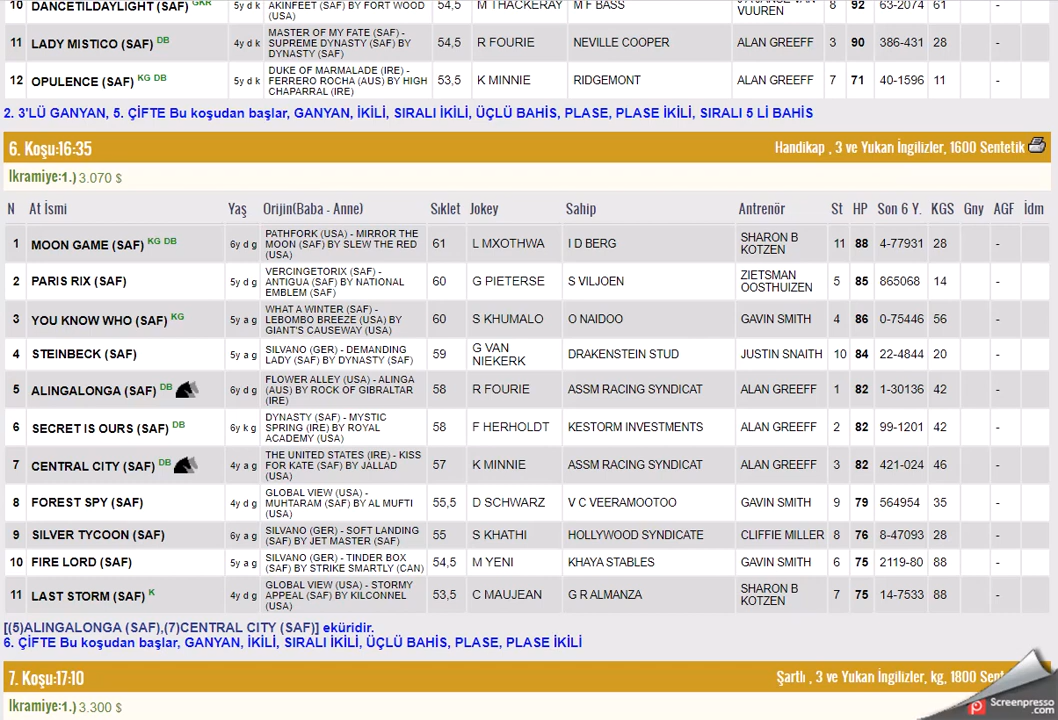 10 DANCETILDAYLIGHT (SAF) GKR 5y d k AKINFEET (SAF) BY FORT WOOD (USA) 54,5 M THACKERAY M F BASS VUUREN 8 92 63-2074 61 -
11 LADY MISTICO (SAF) DB 4y d k MASTER OF MY FATE (SAF) - SUPREME DYNASTY (SAF) BY DYNASTY (SAF) 54,5 R FOURIE NEVILLE COOPER ALAN GREEFF 3 90 386-431 28 -
12 OPULENCE (SAF) KG DB 5y d k DUKE OF MARMALADE (IRE) - FERRERO ROCHA (AUS) BY HIGH CHAPARRAL (IRE) 53,5 K MINNIE RIDGEMONT ALAN GREEFF 7 71 40-1596 11 -
2. 3'LÜ GANYAN, 5. ÇİFTE Bu koşudan başlar, GANYAN, İKİLİ, SIRALI İKİLİ, ÜÇLÜ BAHİS, PLASE, PLASE İKİLİ, SIRALI 5 Lİ BAHİS
6. Koşu:16:35 Handikap , 3 ve Yukarı İngilizler, 1600 Sentetik
İkramiye:1.) 3.070 $
N At İsmi Yaş Orijin(Baba - Anne) Sıklet Jokey Sahip Antrenör St HP Son 6 Y. KGS Gny AGF İdm
1 MOON GAME (SAF) KG DB 6y d g PATHFORK (USA) - MIRROR THE MOON (SAF) BY SLEW THE RED (USA) 61 L MXOTHWA I D BERG SHARON B KOTZEN 11 88 4-77931 28 -
2 PARIS RIX (SAF) 5y d g VERCINGETORIX (SAF) - ANTIGUA (SAF) BY NATIONAL EMBLEM (SAF) 60 G PIETERSE S VILJOEN ZIETSMAN OOSTHUIZEN 5 85 865068 14 -
3 YOU KNOW WHO (SAF) KG 5y a g WHAT A WINTER (SAF) - LEBOMBO BREEZE (USA) BY GIANT'S CAUSEWAY (USA) 60 S KHUMALO O NAIDOO GAVIN SMITH 4 86 0-75446 56 -
4 STEINBECK (SAF) 5y a g SILVANO (GER) - DEMANDING LADY (SAF) BY DYNASTY (SAF) 59 G VAN NIEKERK DRAKENSTEIN STUD JUSTIN SNAITH 10 84 22-4844 20 -
5 ALINGALONGA (SAF) DB 6y d g FLOWER ALLEY (USA) - ALINGA (AUS) BY ROCK OF GIBRALTAR (IRE) 58 R FOURIE ASSM RACING SYNDICAT ALAN GREEFF 1 82 1-30136 42 -
6 SECRET IS OURS (SAF) DB 6y k g DYNASTY (SAF) - MYSTIC SPRING (IRE) BY ROYAL ACADEMY (USA) 58 F HERHOLDT KESTORM INVESTMENTS ALAN GREEFF 2 82 99-1201 42 -
7 CENTRAL CITY (SAF) DB 4y a g THE UNITED STATES (IRE) - KISS FOR KATE (SAF) BY JALLAD (USA) 57 K MINNIE ASSM RACING SYNDICAT ALAN GREEFF 3 82 421-024 46 -
8 FOREST SPY (SAF) 4y d g GLOBAL VIEW (USA) - MUHTARAM (SAF) BY AL MUFTI (USA) 55,5 D SCHWARZ V C VEERAMOOTOO GAVIN SMITH 9 79 564954 35 -
9 SILVER TYCOON (SAF) 6y a g SILVANO (GER) - SOFT LANDING (SAF) BY JET MASTER (SAF) 55 S KHATHI HOLLYWOOD SYNDICATE CLIFFIE MILLER 8 76 8-47093 28 -
10 FIRE LORD (SAF) 5y a g SILVANO (GER) - TINDER BOX (SAF) BY STRIKE SMARTLY (CAN) 54,5 M YENI KHAYA STABLES GAVIN SMITH 6 75 2119-80 88 -
11 LAST STORM (SAF) K 4y d g GLOBAL VIEW (USA) - STORMY APPEAL (SAF) BY KILCONNEL (USA) 53,5 C MAUJEAN G R ALMANZA SHARON B KOTZEN 7 75 14-7533 88 -
[(5)ALINGALONGA (SAF),(7)CENTRAL CITY (SAF)] eküridir.
6. ÇİFTE Bu koşudan başlar, GANYAN, İKİLİ, SIRALI İKİLİ, ÜÇLÜ BAHİS, PLASE, PLASE İKİLİ
7. Koşu:17:10 Şartlı , 3 ve Yukarı İngilizler, kg, 1800
İkramiye:1.) 3.300 $
Screenpresso
.com